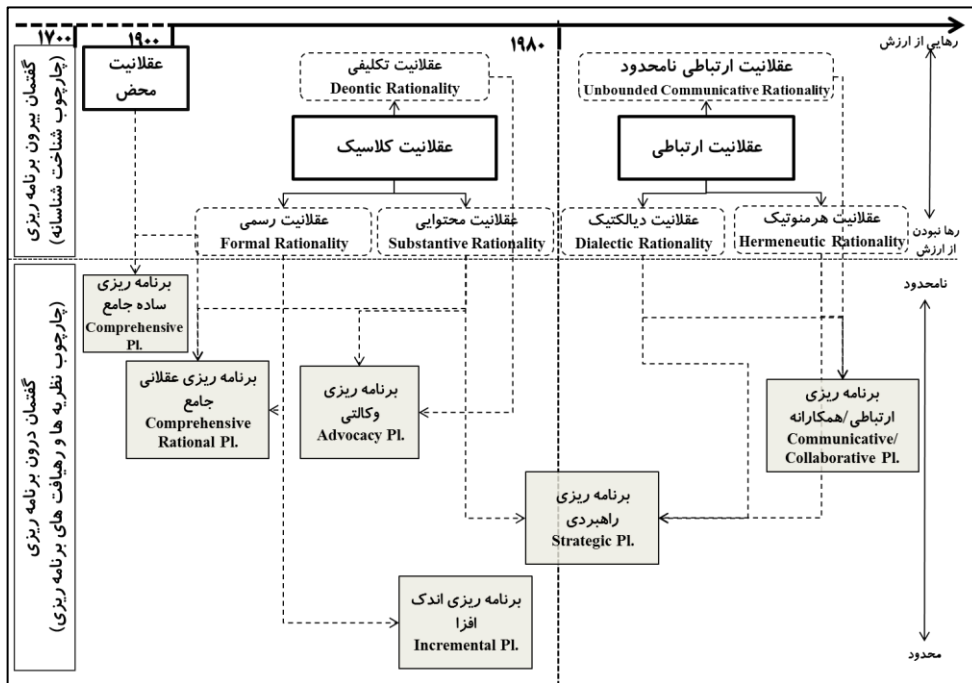 ۱۷۰۰
۱۹۰۰
۱۹۸۰
گفتمان بیرون برنامه ریزی
(چارچوب شناخت شناسانه)
عقلانیت
محض
عقلانیت تکلیفی
Deontic Rationality
عقلانیت ارتباطی نامحدود
Unbounded Communicative Rationality
رهایی از ارزش
عقلانیت کلاسیک
عقلانیت ارتباطی
عقلانیت رسمی
Formal Rationality
عقلانیت محتوایی
Substantive Rationality
عقلانیت دیالکتیک
Dialectic Rationality
عقلانیت هرمنوتیک
Hermeneutic Rationality
رها نبودن
از ارزش
گفتمان درون برنامه ریزی
(چارچوب نظریه ها و رهیافت های برنامه ریزی)
برنامه ریزی
ساده جامع
Comprehensive
Pl.
نامحدود
برنامه ریزی عقلانی
جامع
Comprehensive
Rational Pl.
برنامه ریزی
وکالتی
Advocacy Pl.
برنامه ریزی
ارتباطی/همکارانه
Communicative/
Collaborative Pl.
برنامه ریزی
راهبردی
Strategic Pl.
برنامه ریزی اندک
افزا
Incremental Pl.
محدود